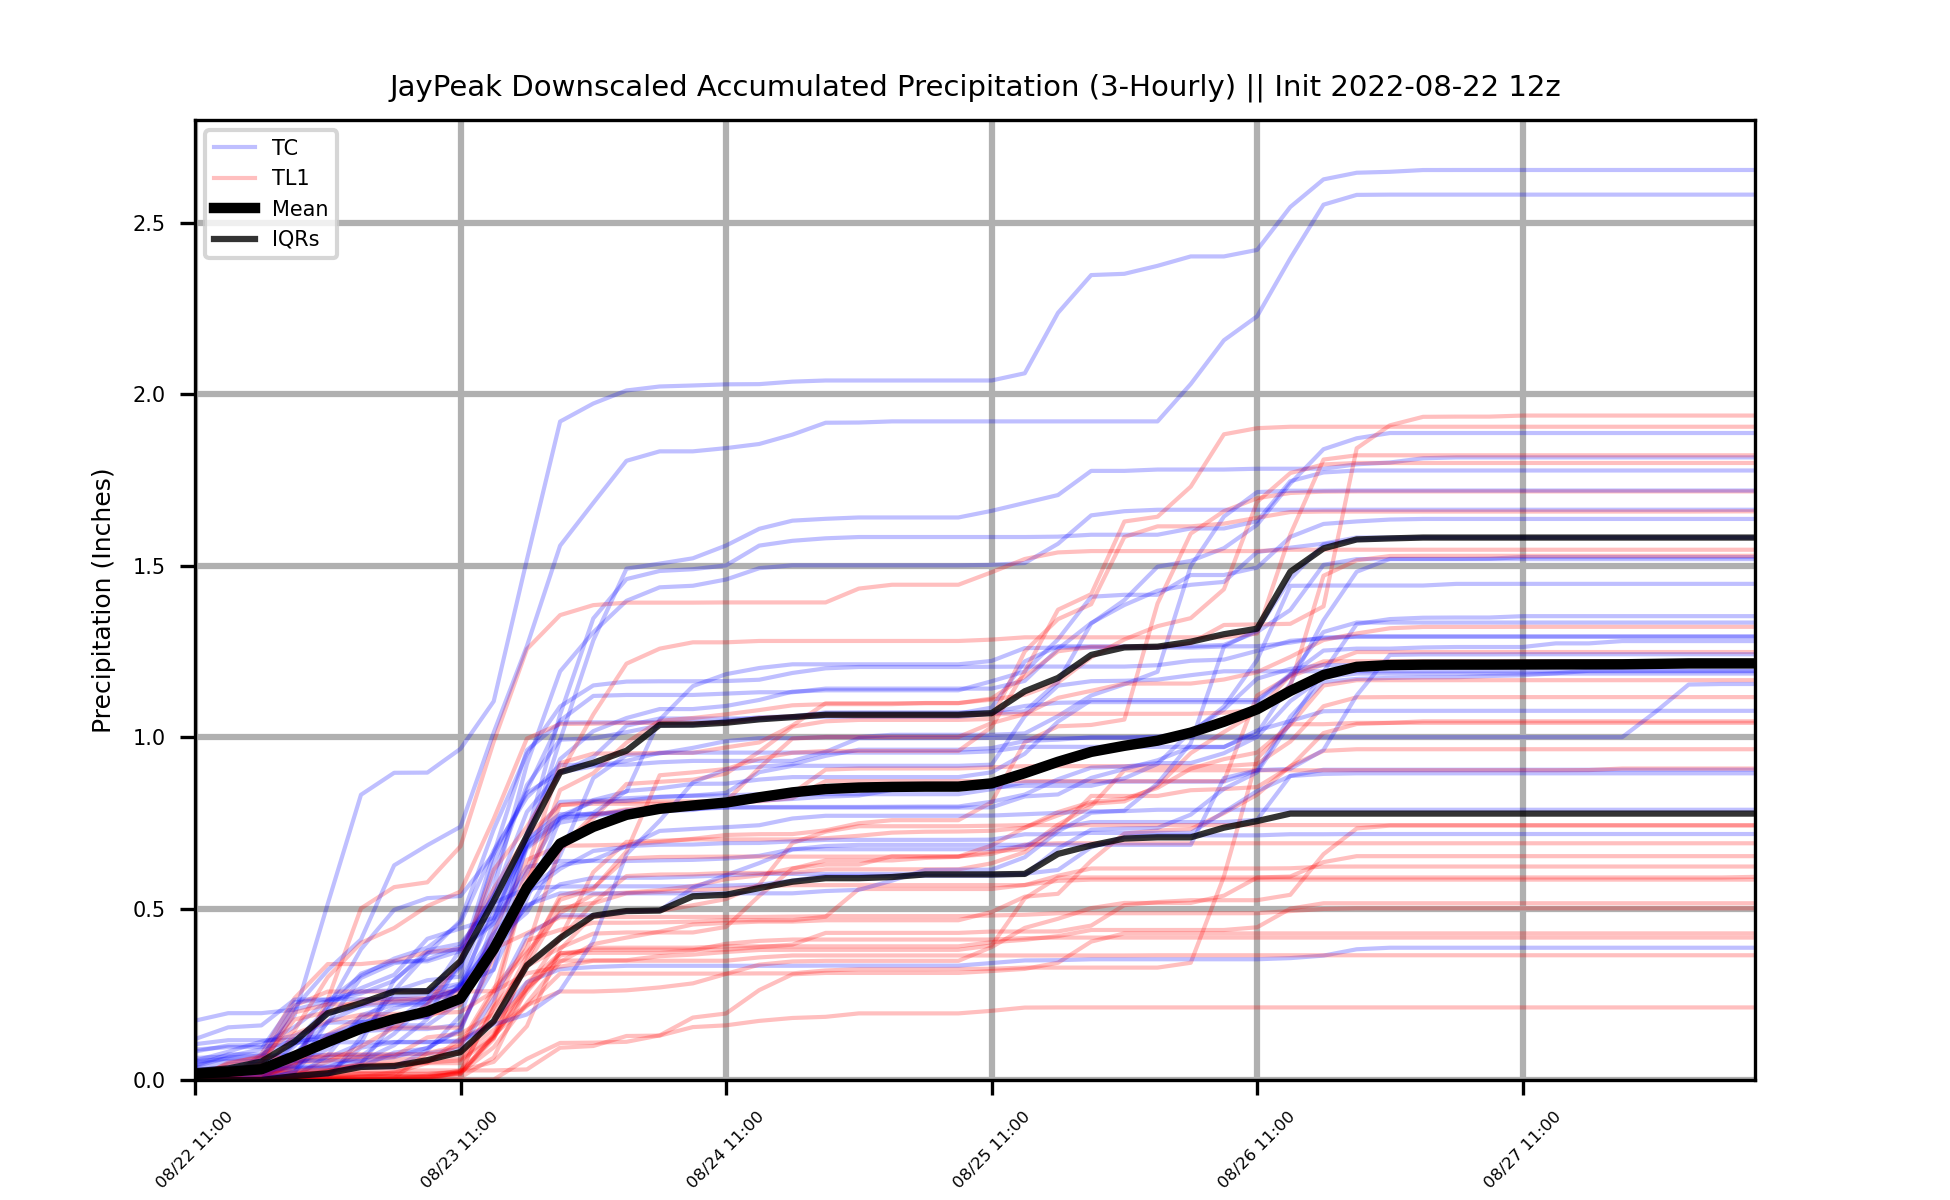 JayPeak Downscaled Accumulated Precipitation (3-Hourly) || Init 2022-08-22 12z
TC
TL1
Mean
IQRs
Precipitation (Inches)
2.5
2.0
1.5
1.0
0.5
0.0
08/22 11:00
08/23 11:00
08/24 11:00
08/25 11:00
08/26 11:00
08/27 11:00